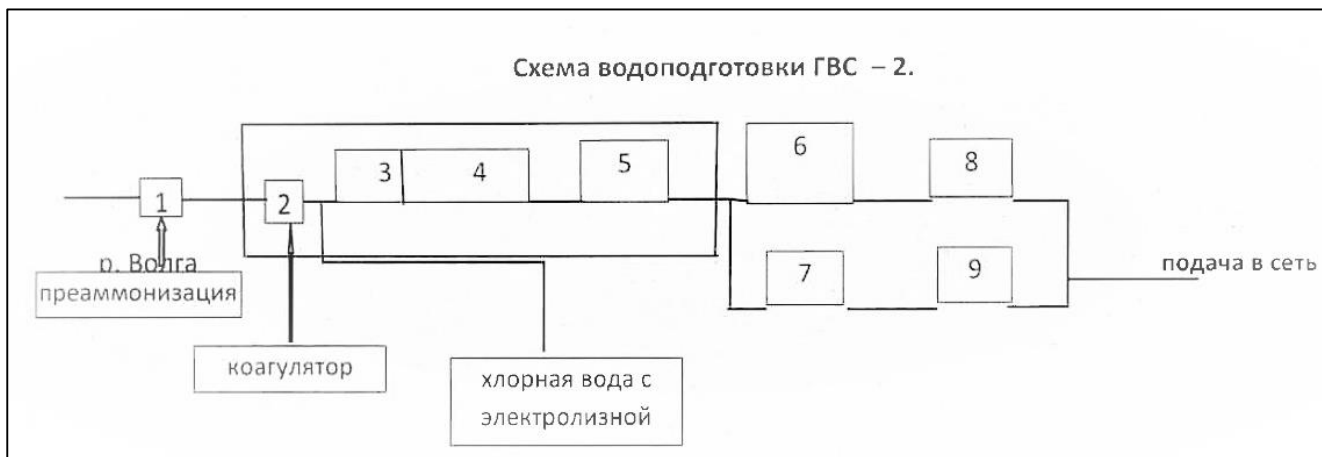 Схема водоподготовки ГВС – 2.
6
3
4
5
8
1
2
р. Волга
7
9
подача в сеть
преаммонизация
коагулятор
хлорная вода с
электролизной